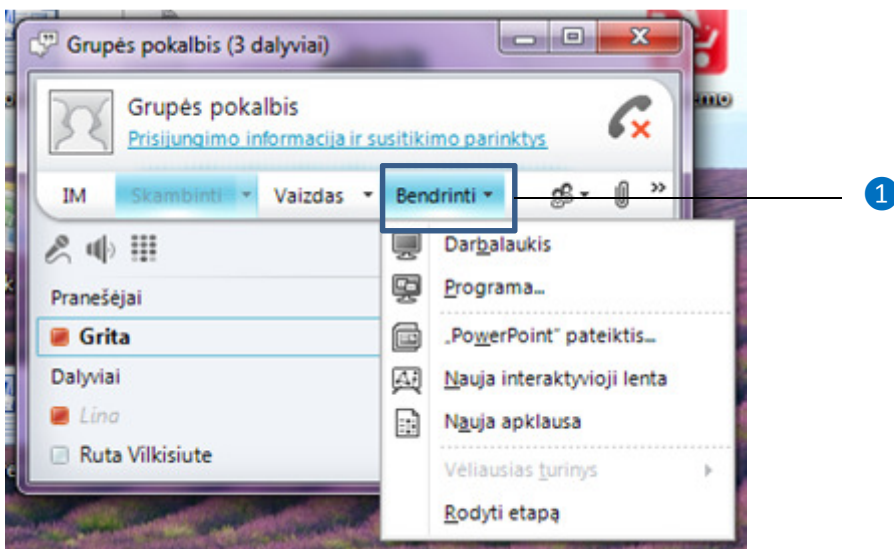 Grupės pokalbis (3 dalyviai)
Grupės pokalbis
Prisijungimo informacija ir susitikimo parinktys
IM Skambinti Vaizdas Bendrinti »
1
Darbalaukis
Programa...
„PowerPoint“ pateiktis...
Nauja interaktyvioji lenta
Nauja apklausa
Vėliausias turinys
Rodyti etapą
Pranešėjai
Grita
Dalyviai
Lina
Ruta Vilkisiute